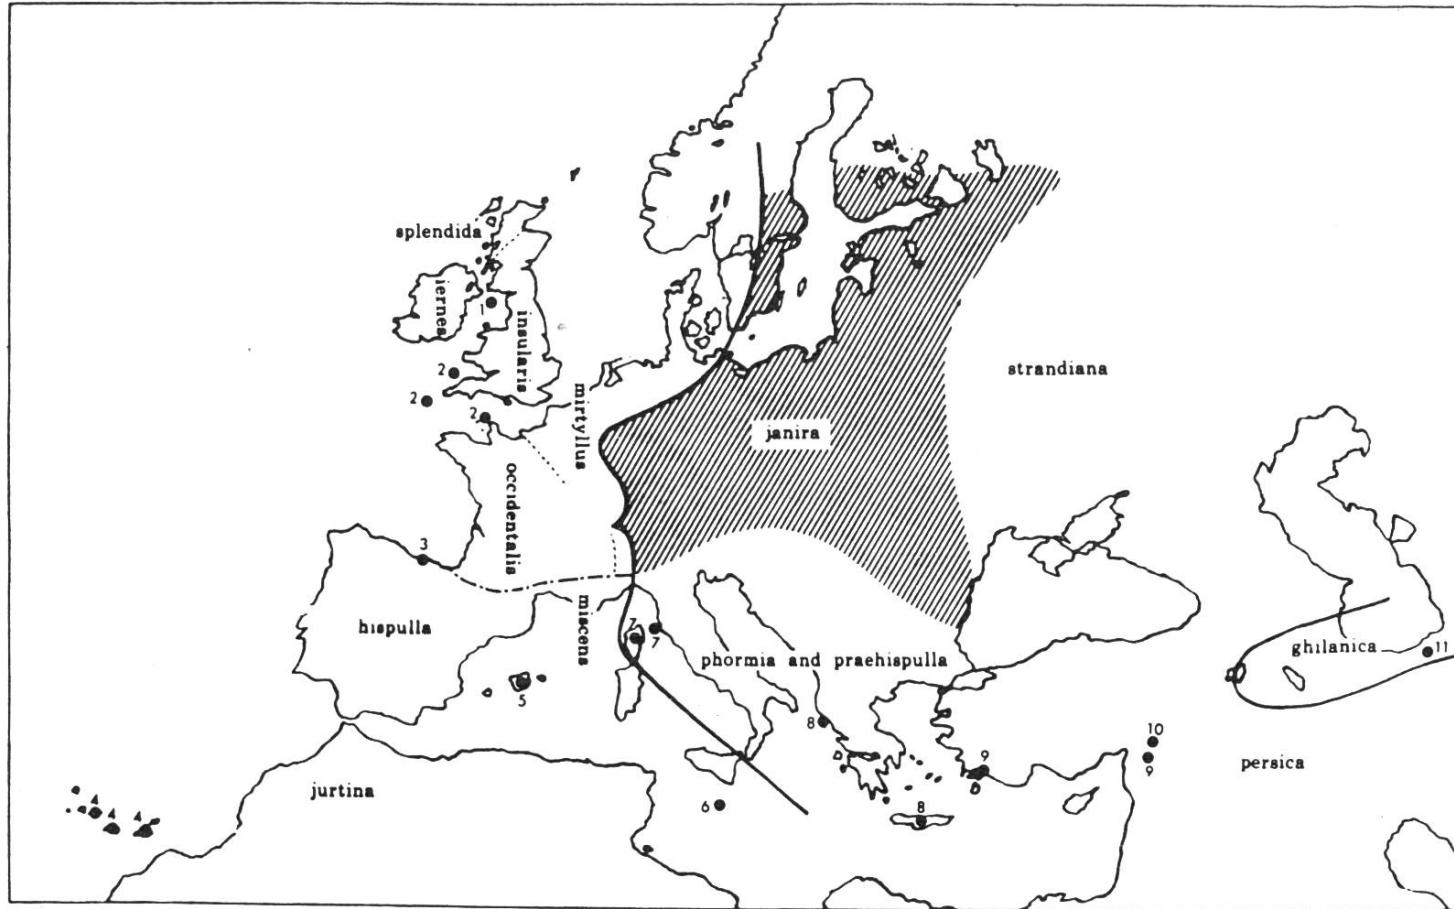 splendida
iernea
1
insularis
2
2
2
mirtyllus
strandiana
janira
occidentalis
3
hispulla
miscens
7
7
phormia and praehispulla
ghilanica
11
5
8
10
9
9
persica
jurtina
4
4
4
6
8